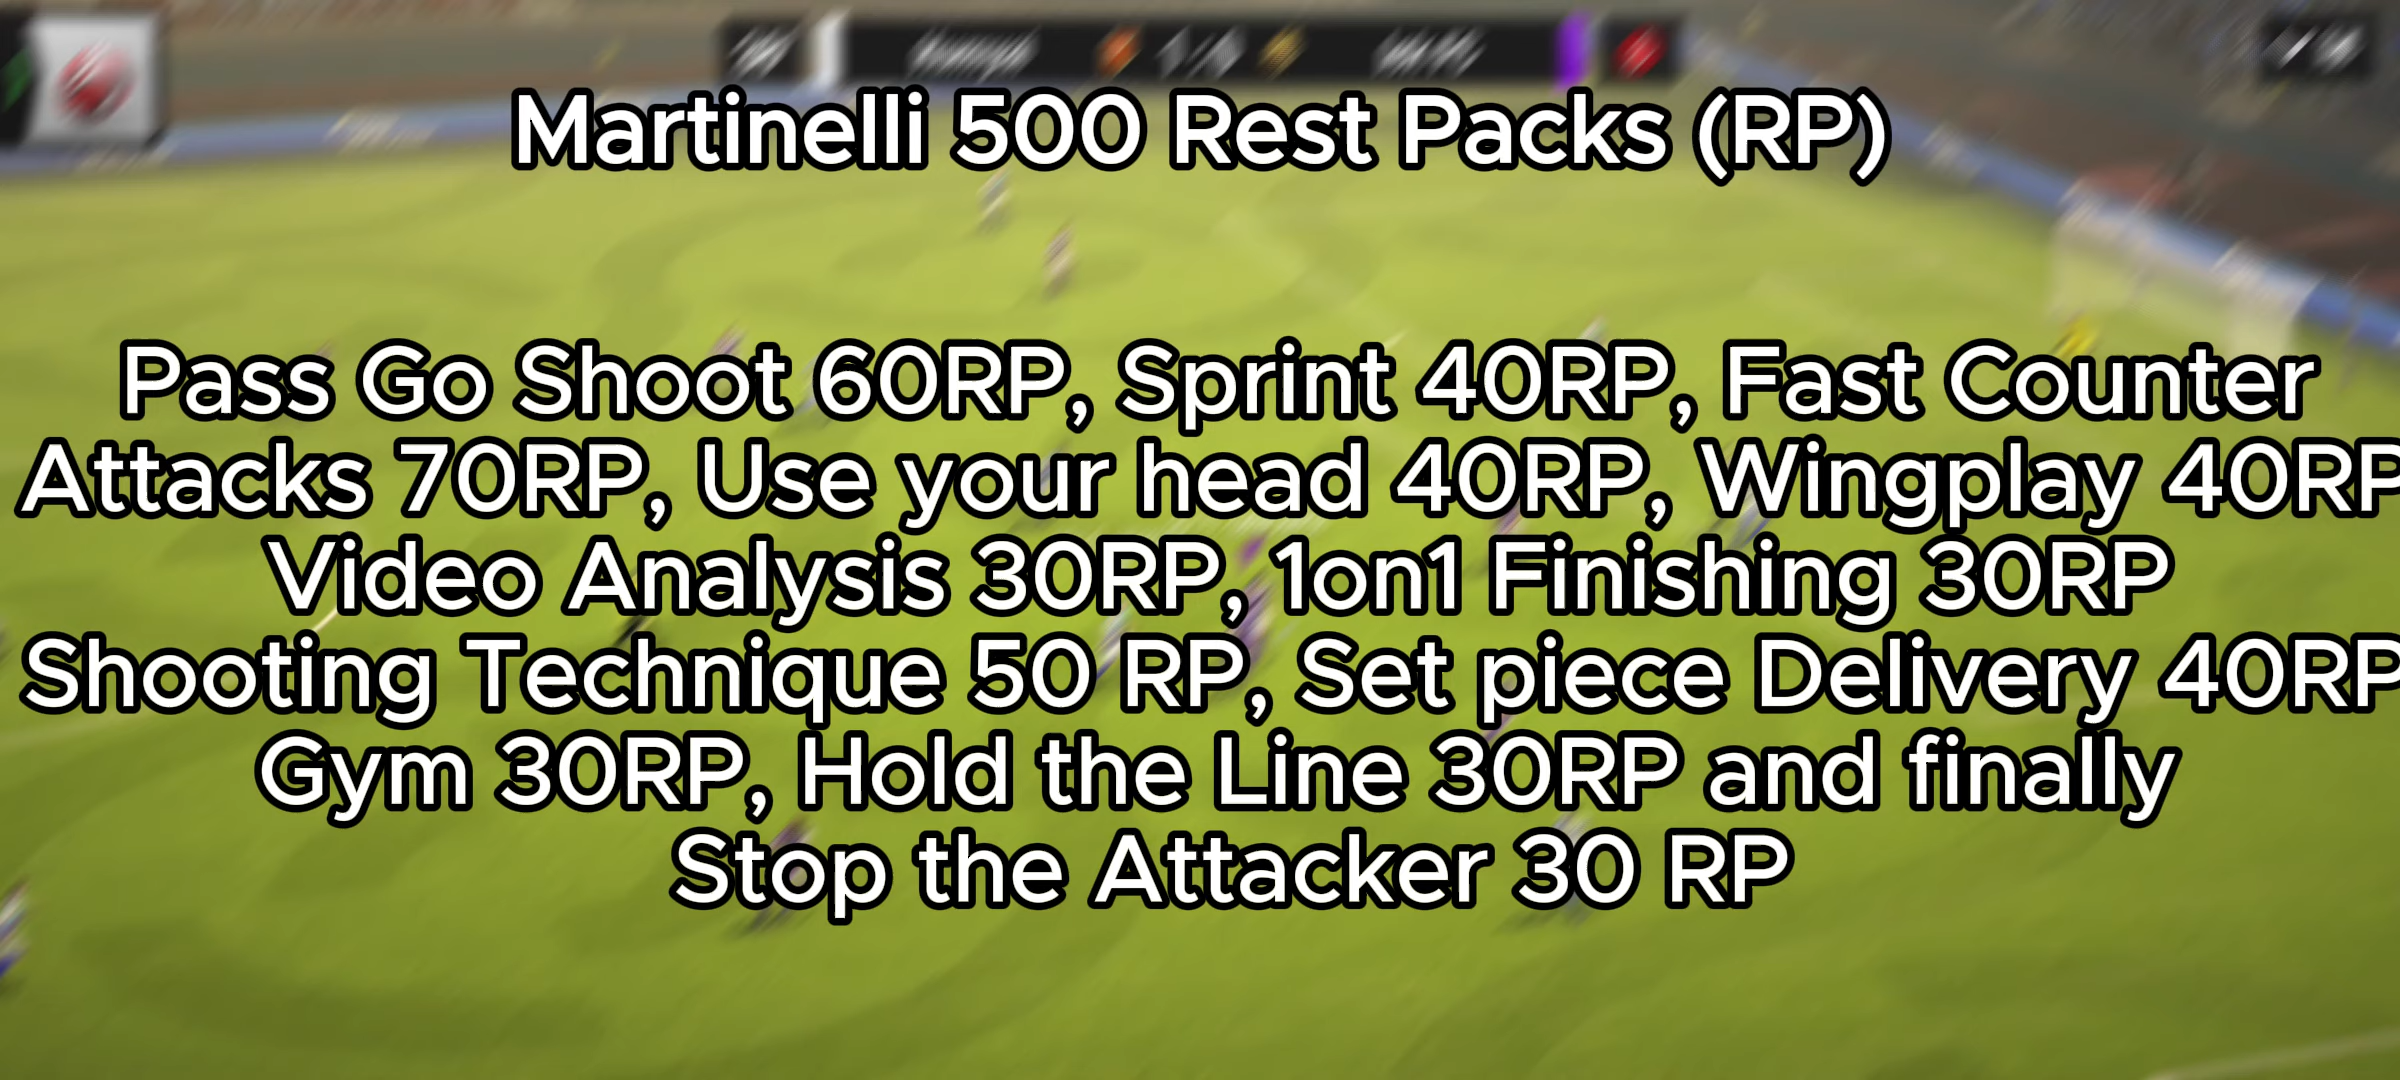 Martinelli 500 Rest Packs (RP)
Pass Go Shoot 60RP, Sprint 40RP, Fast Counter
Attacks 70RP, Use your head 40RP, Wingplay 40RP
Video Analysis 30RP, 1on1 Finishing 30RP
Shooting Technique 50 RP, Set piece Delivery 40RP
Gym 30RP, Hold the Line 30RP and finally
Stop the Attacker 30 RP